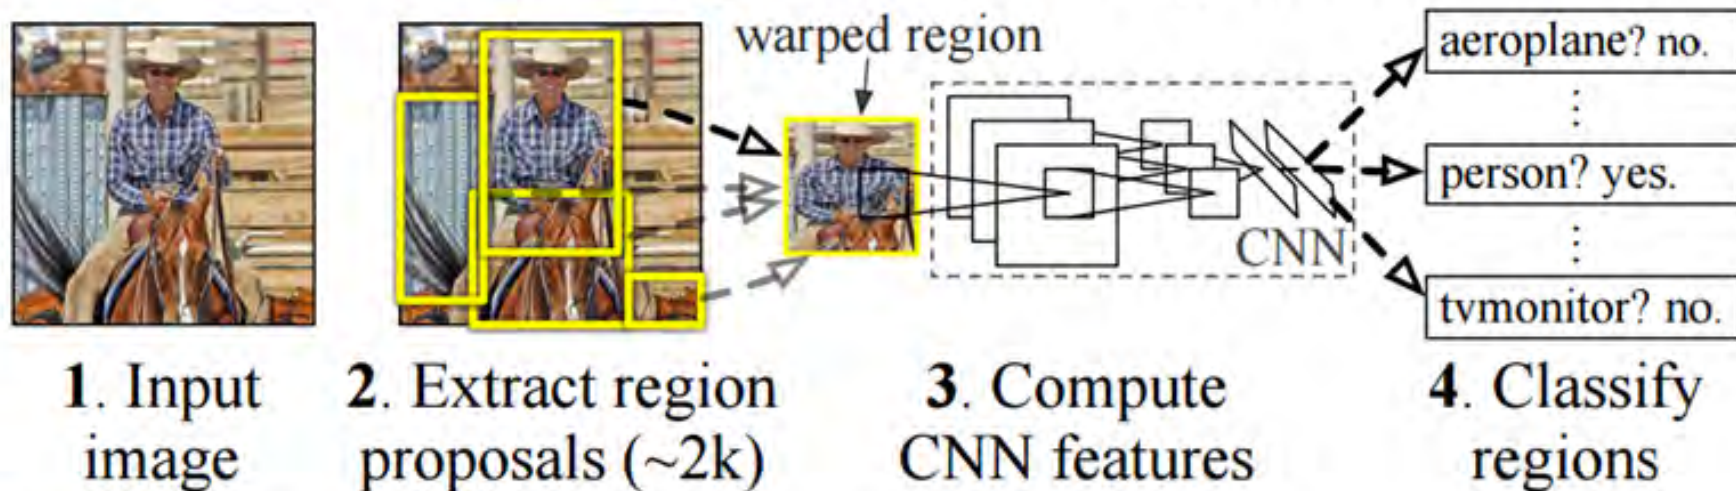 warped region
aeroplane? no.
person? yes.
CNN
tvmonitor? no.
1. Input
image
2. Extract region
proposals (~2k)
3. Compute
CNN features
4. Classify
regions